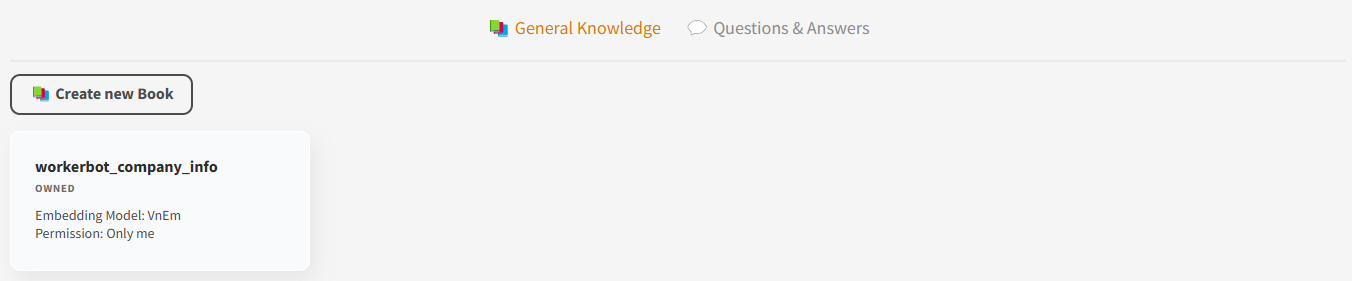 General Knowledge
Questions & Answers
Create new Book
workerbot_company_info
OWNED
Embedding Model: VnEm
Permission: Only me